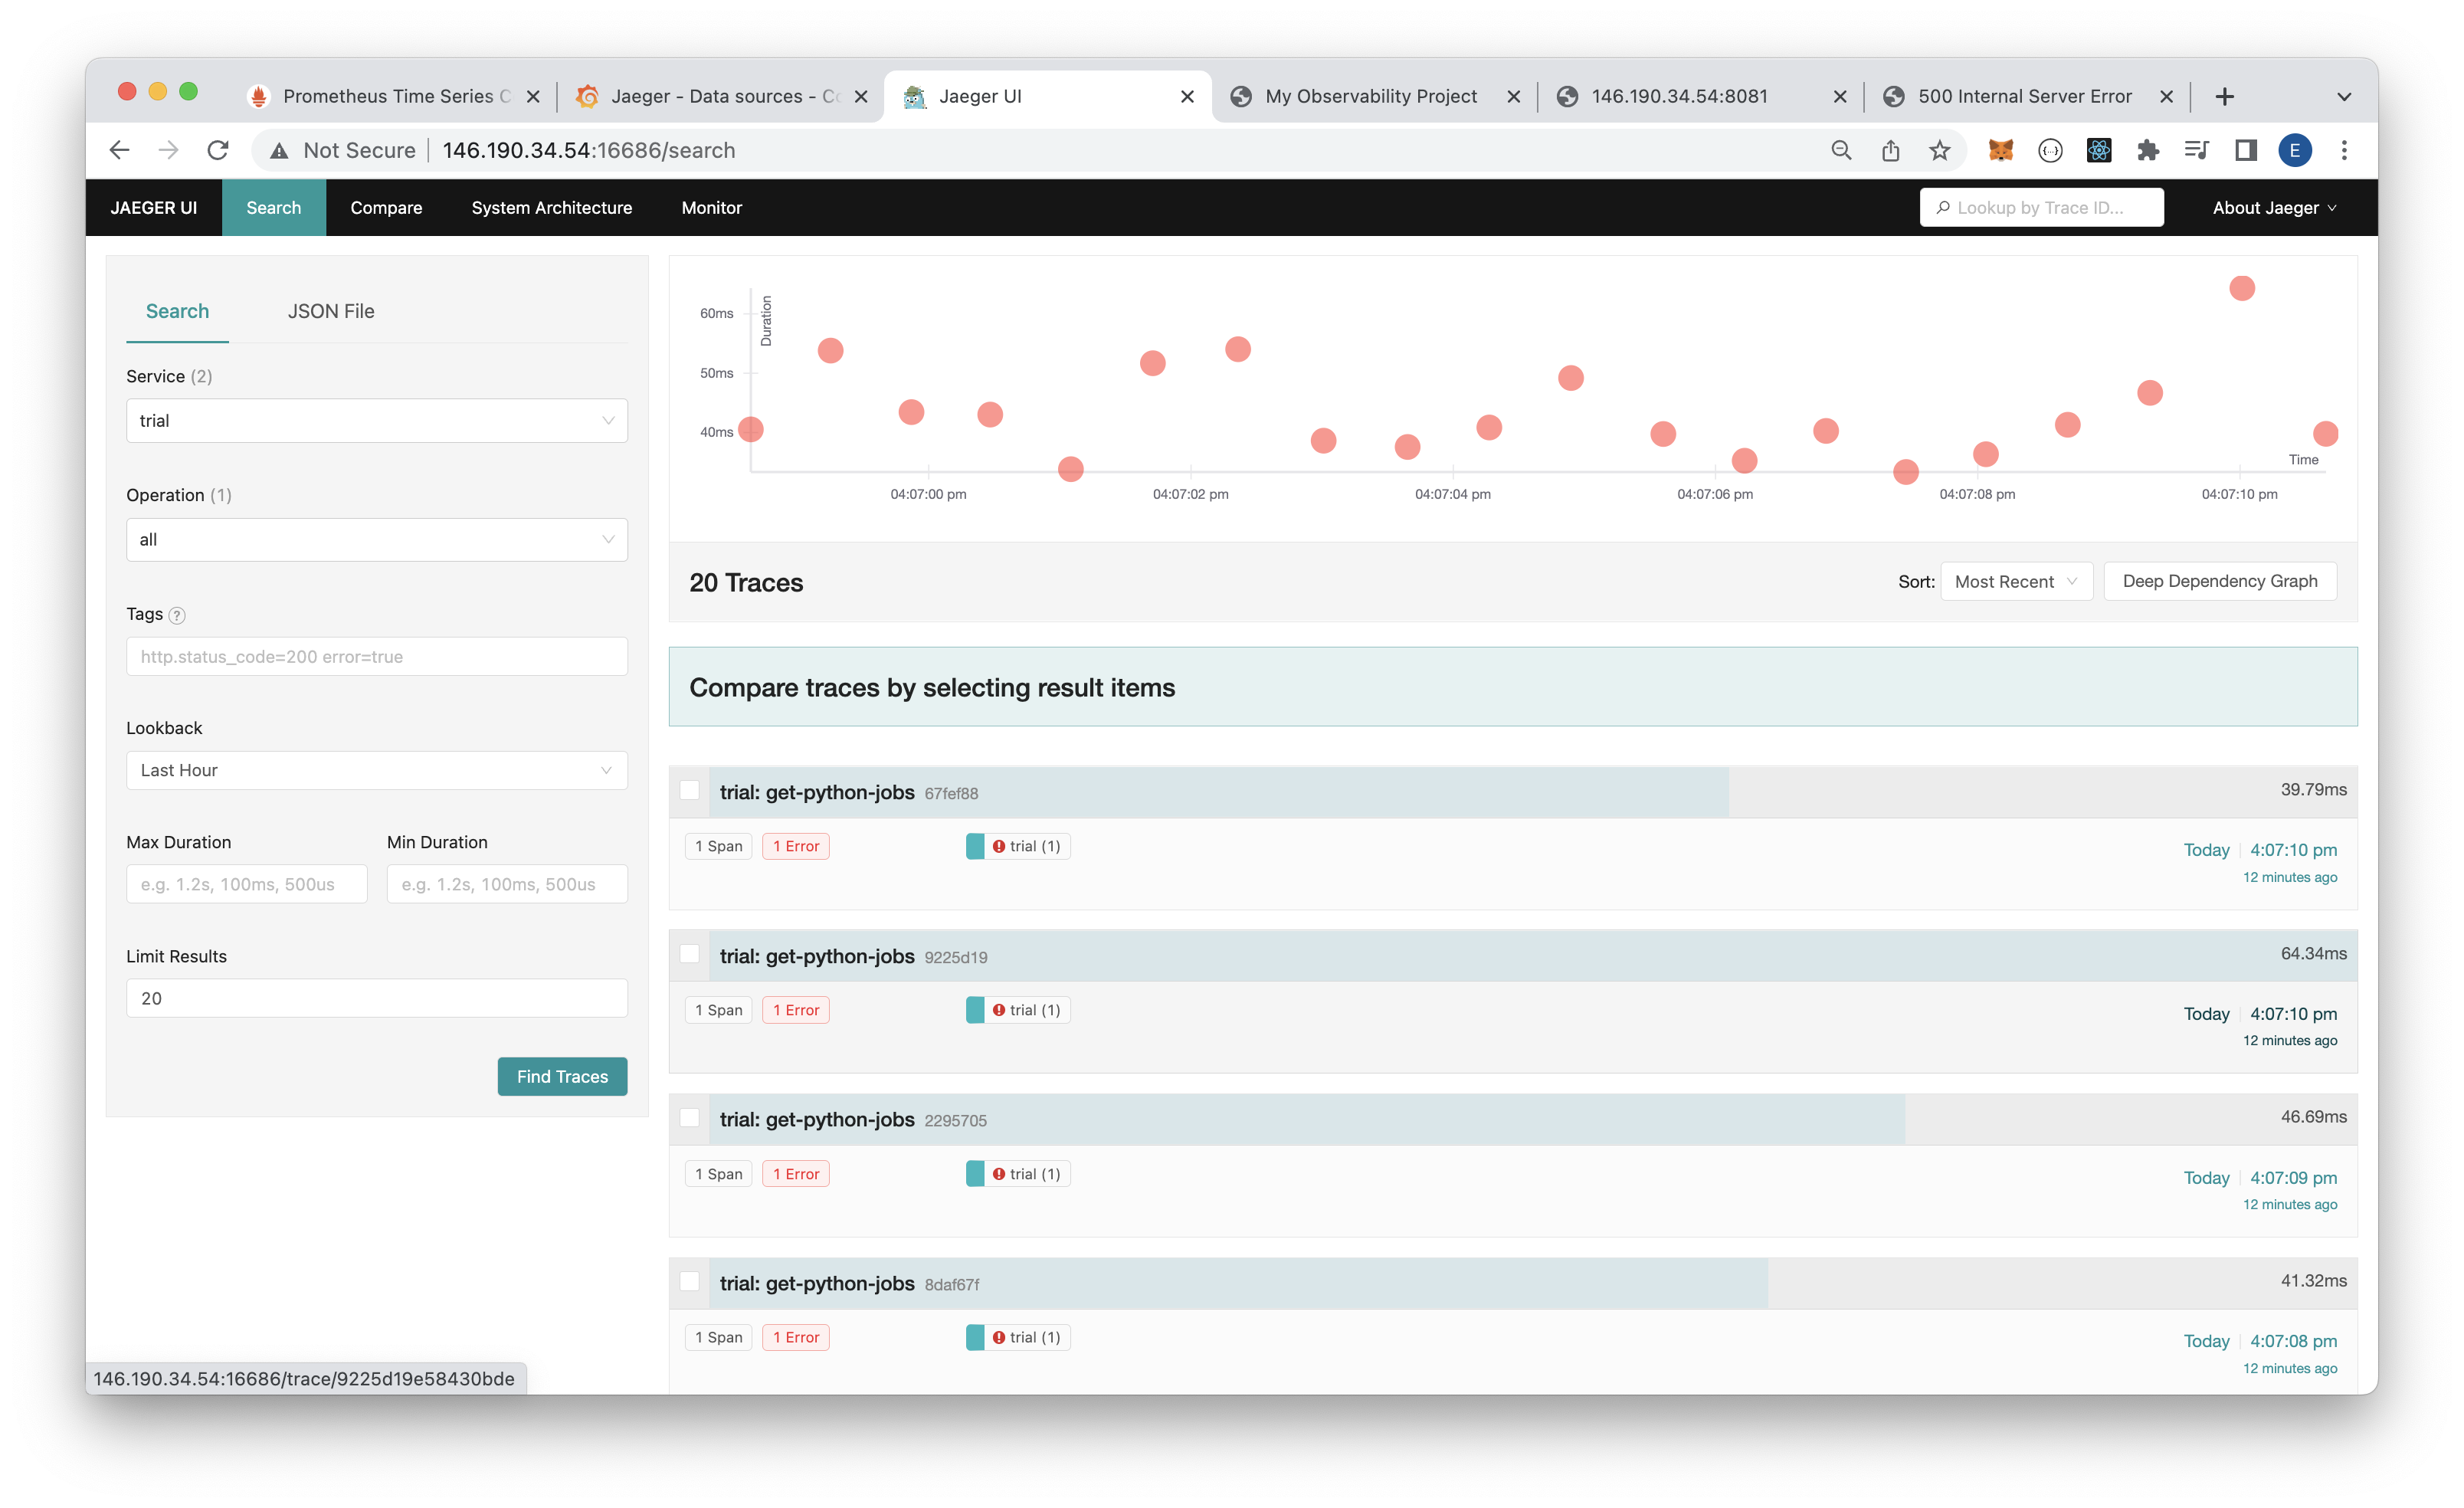 Prometheus Time Series C
Jaeger - Data sources - Co
Jaeger UI
My Observability Project
146.190.34.54:8081
500 Internal Server Error
Not Secure
146.190.34.54:16686/search
E
JAEGER UI
Search
Compare
System Architecture
Monitor
Lookup by Trace ID...
About Jaeger
Search
JSON File
Service (2)
trial
Operation (1)
all
Tags ?
http.status_code=200 error=true
Lookback
Last Hour
Max Duration
Min Duration
e.g. 1.2s, 100ms, 500us
e.g. 1.2s, 100ms, 500us
Limit Results
20
Find Traces
Duration
60ms
50ms
40ms
Time
04:07:00 pm
04:07:02 pm
04:07:04 pm
04:07:06 pm
04:07:08 pm
04:07:10 pm
20 Traces
Sort:
Most Recent
Deep Dependency Graph
Compare traces by selecting result items
trial: get-python-jobs 67fef88
39.79ms
1 Span
1 Error
trial (1)
Today
4:07:10 pm
12 minutes ago
trial: get-python-jobs 9225d19
64.34ms
1 Span
1 Error
trial (1)
Today
4:07:10 pm
12 minutes ago
trial: get-python-jobs 2295705
46.69ms
1 Span
1 Error
trial (1)
Today
4:07:09 pm
12 minutes ago
trial: get-python-jobs 8daf67f
41.32ms
1 Span
1 Error
trial (1)
Today
4:07:08 pm
12 minutes ago
146.190.34.54:16686/trace/9225d19e58430bde